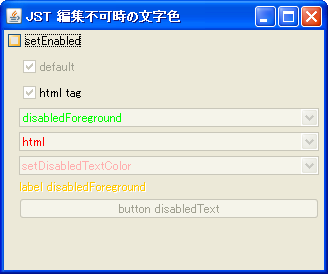 JST 編集不可時の文字色
setEnabled
default
html tag
disabledForeground
html
setDisabledTextColor
label disabledForeground
button disabledText